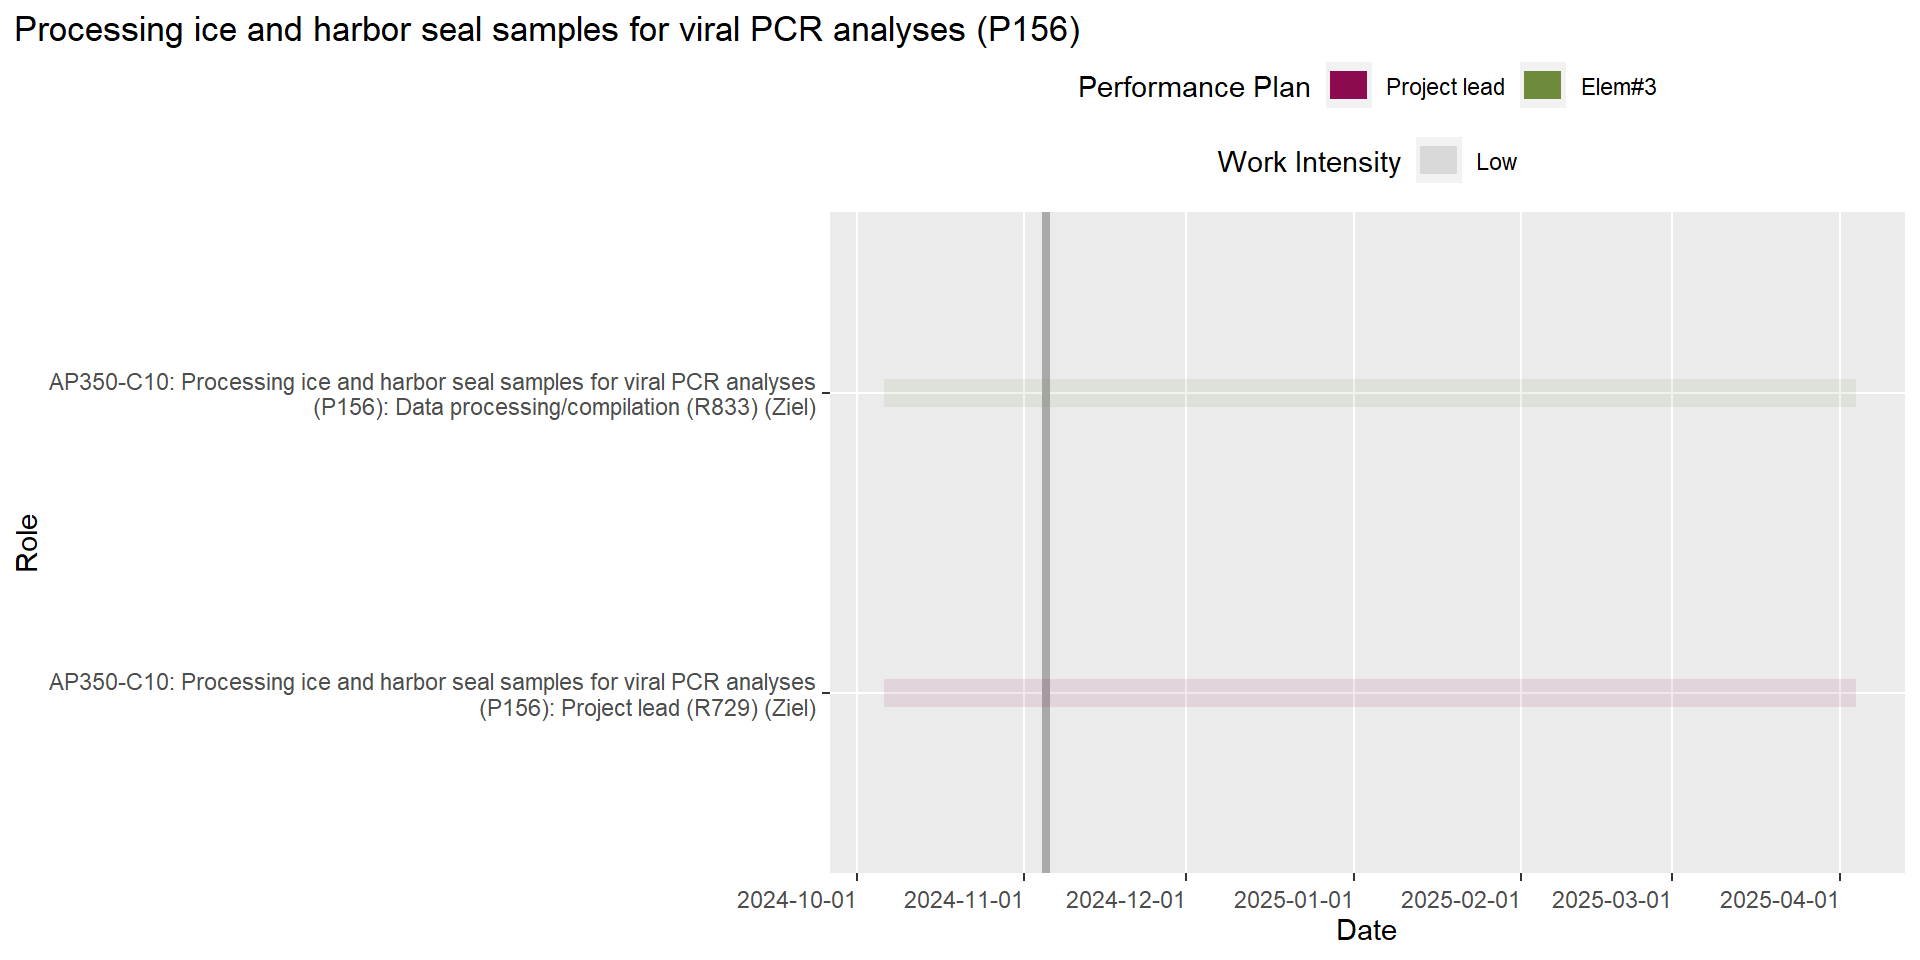 Processing ice and harbor seal samples for viral PCR analyses (P156)
Performance Plan Project lead Elem#3
Work Intensity Low
AP350-C10: Processing ice and harbor seal samples for viral PCR analyses
(P156): Data processing/compilation (R833) (Ziel)
Role
AP350-C10: Processing ice and harbor seal samples for viral PCR analyses
(P156): Project lead (R729) (Ziel)
2024-10-01 2024-11-01 2024-12-01 2025-01-01 2025-02-01 2025-03-01 2025-04-01
Date